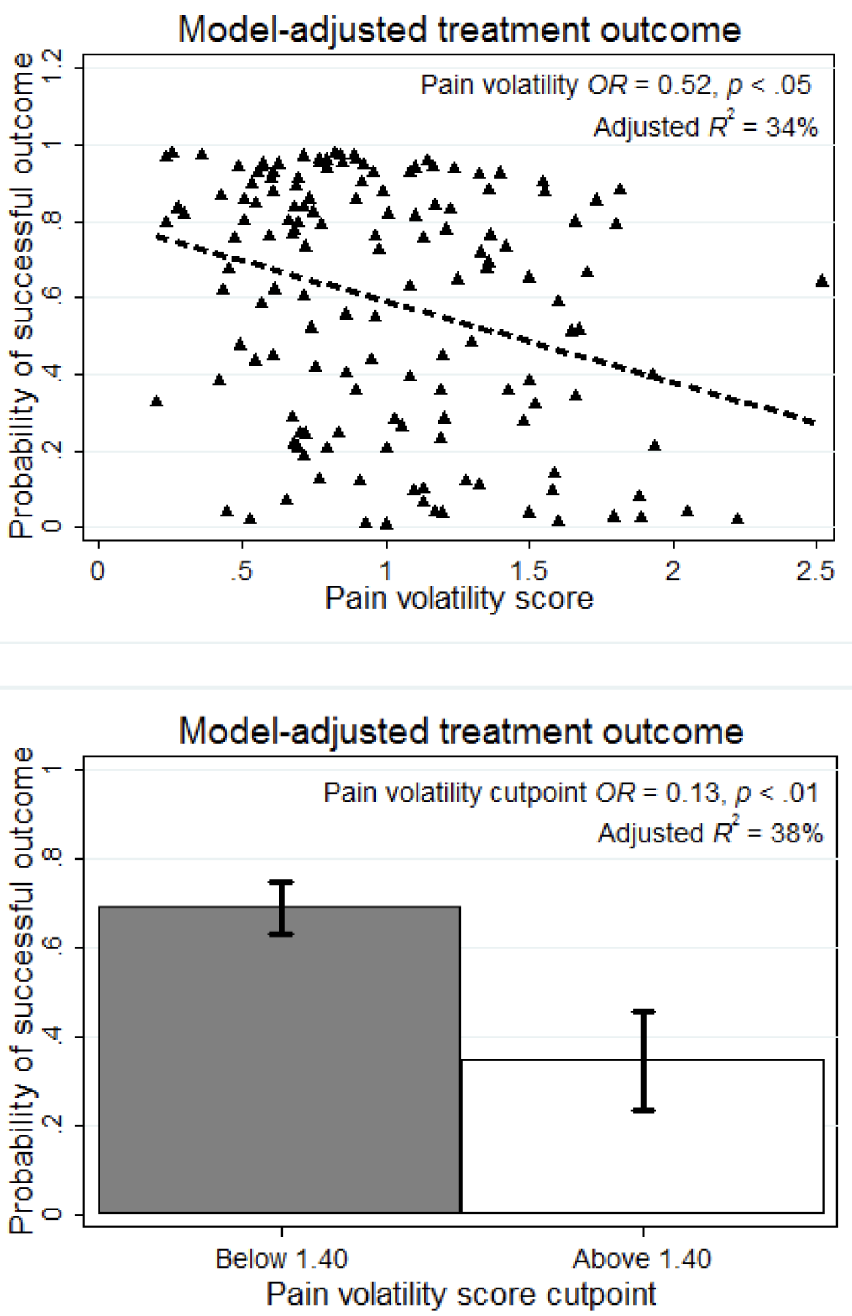 Model-adjusted treatment outcome
Pain volatility OR = 0.52, p < .05
Adjusted R² = 34%
Probability of successful outcome
1.2
1
.8
.6
.4
.2
0
0 .5 1 1.5 2 2.5
Pain volatility score
Model-adjusted treatment outcome
Pain volatility cutpoint OR = 0.13, p < .01
Adjusted R² = 38%
Probability of successful outcome
1
.8
.6
.4
.2
0
Below 1.40 Above 1.40
Pain volatility score cutpoint